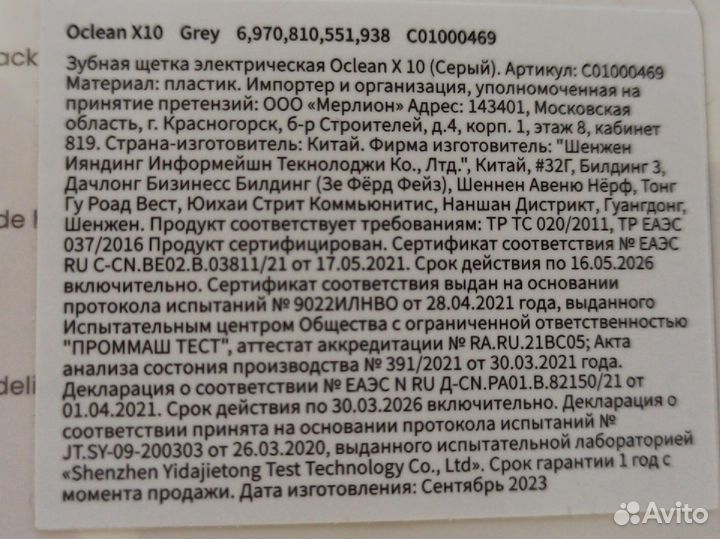 Oclean X10 Grey 6,970,810,551,938 C01000469
Зубная щетка электрическая Oclean X 10 (Серый). Артикул: C01000469
Материал: пластик. Импортер и организация, уполномоченная на
принятие претензий: ООО «Мерлион» Адрес: 143401, Московская
область, г. Красногорск, б-р Строителей, д.4, корп. 1, этаж 8, кабинет
819. Страна-изготовитель: Китай. Фирма изготовитель: "Шенжен
Ияндинг Информейшн Текнолоджи Ко., Лтд.", Китай, #32Г, Билдинг 3,
Дачлонг Бизинесс Билдинг (Зе Фёрд Фейз), Шеннен Авеню Нёрф, Тонг
Гу Роад Вест, Юихаи Стрит Коммьюнитис, Наншан Дистрикт, Гуангдонг,
Шенжен. Продукт соответствует требованиям: ТР ТС 020/2011, ТР ЕАЭС
037/2016 Продукт сертифицирован. Сертификат соответствия № ЕАЭС
RU C-CN.BE02.B.03811/21 от 17.05.2021. Срок действия по 16.05.2026
включительно. Сертификат соответствия выдан на основании
протокола испытаний № 9022ИЛНВО от 28.04.2021 года, выданного
Испытательным центром Общества с ограниченной ответственностью
"ПРОММАШ ТЕСТ", аттестат аккредитации № RA.RU.21BC05; Акта
анализа состояния производства № 391/2021 от 30.03.2021 года.
Декларация о соответствии № ЕАЭС N RU Д-CN.РА01.В.82150/21 от
01.04.2021. Срок действия по 30.03.2026 включительно. Декларация о
соответствии принята на основании протокола испытаний №
JT.SY-09-200303 от 26.03.2020, выданного испытательной лабораторией
«Shenzhen Yidajietong Test Technology Co., Ltd». Срок гарантии 1 год с
момента продажи. Дата изготовления: Сентябрь 2023
Avito